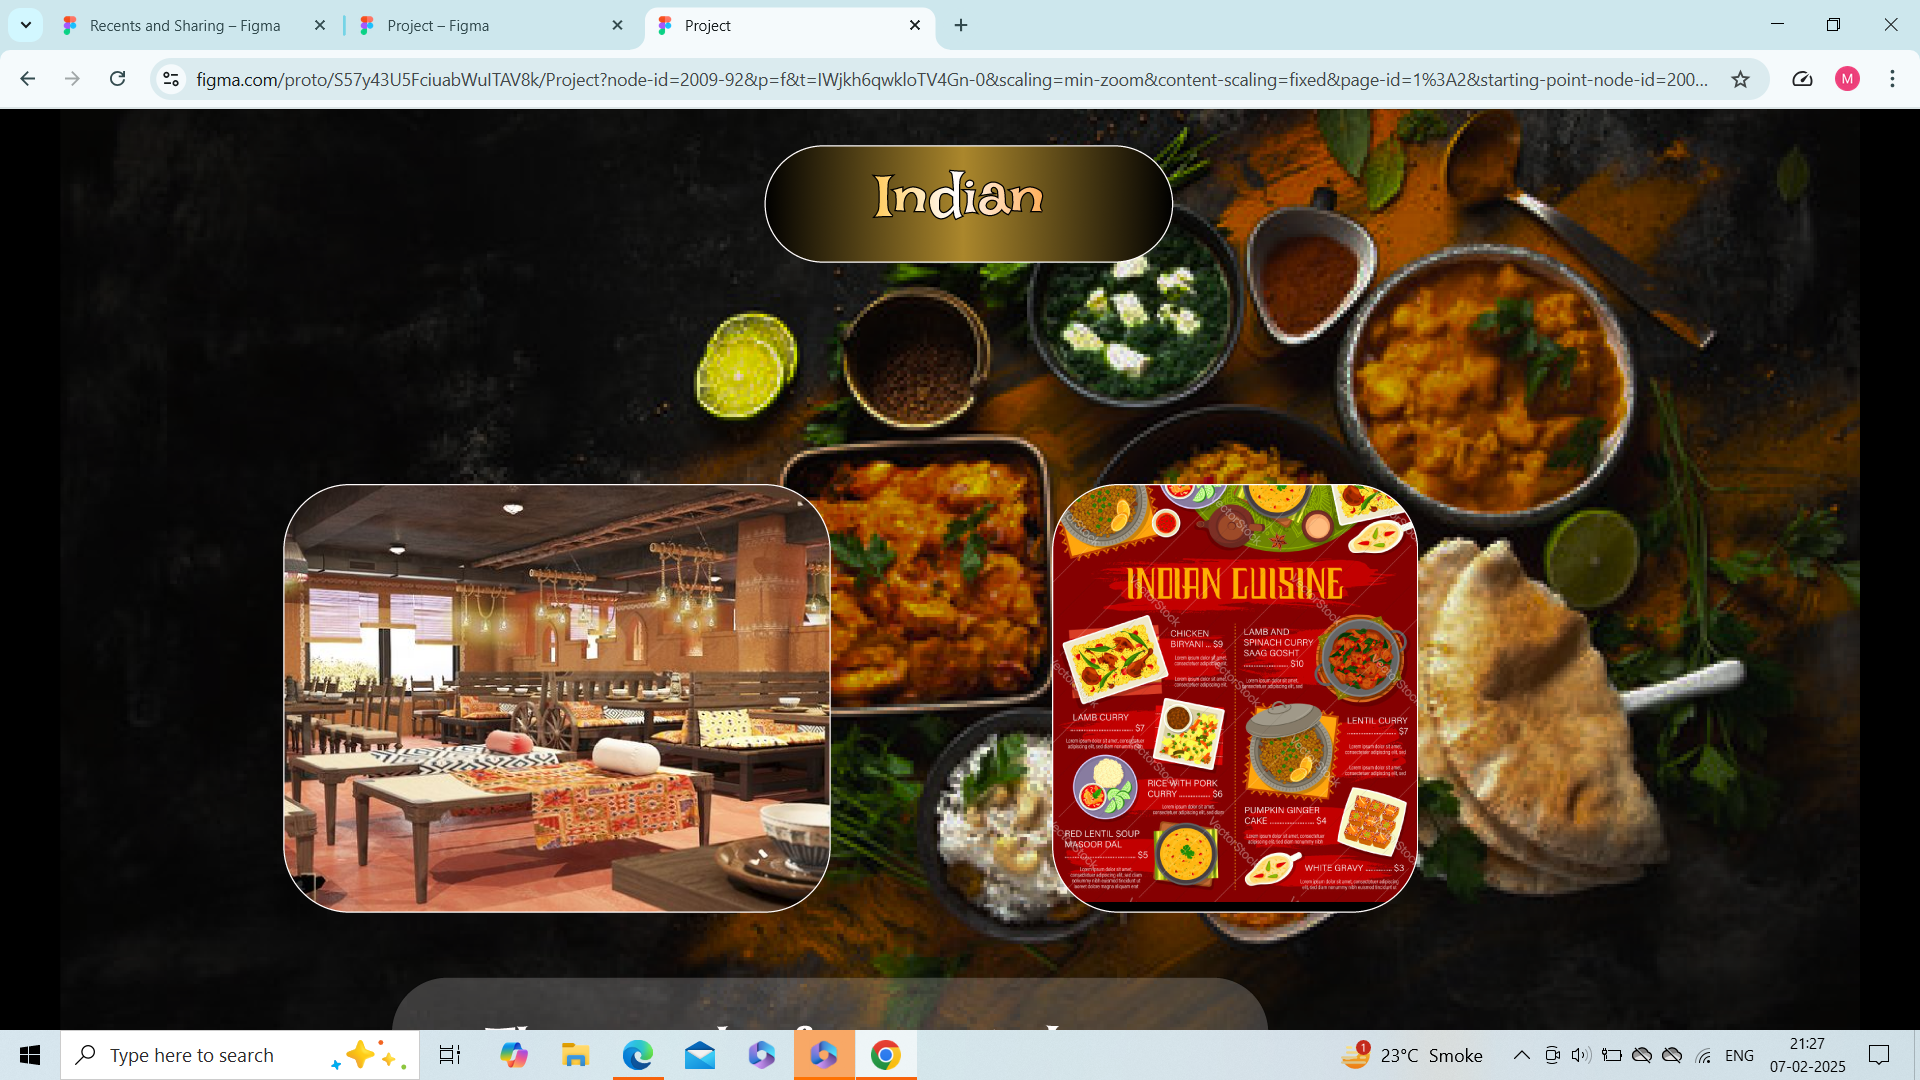 Recents and Sharing – Figma
Project – Figma
Project
figma.com/proto/S57y43U5FciuabWuITAV8k/Project?node-id=2009-92&p=f&t=IWjkh6qwkloTV4Gn-0&scaling=min-zoom&content-scaling=fixed&page-id=1%3A2&starting-point-node-id=200...
M
Indian
INDIAN CUISINE
CHICKEN
BIRYANI ... $9
LAMB AND
SPINACH CURRY
SAAG GOSHT
$10
LAMB CURRY
$7
LENTIL CURRY
$7
RICE WITH PORK
CURRY ............. $6
PUMPKIN GINGER
CAKE ................... $4
RED LENTIL SOUP
MASOOR DAL
$5
WHITE GRAVY ........... $3
VectorStock
Type here to search
1
23°C Smoke
ENG
21:27
07-02-2025